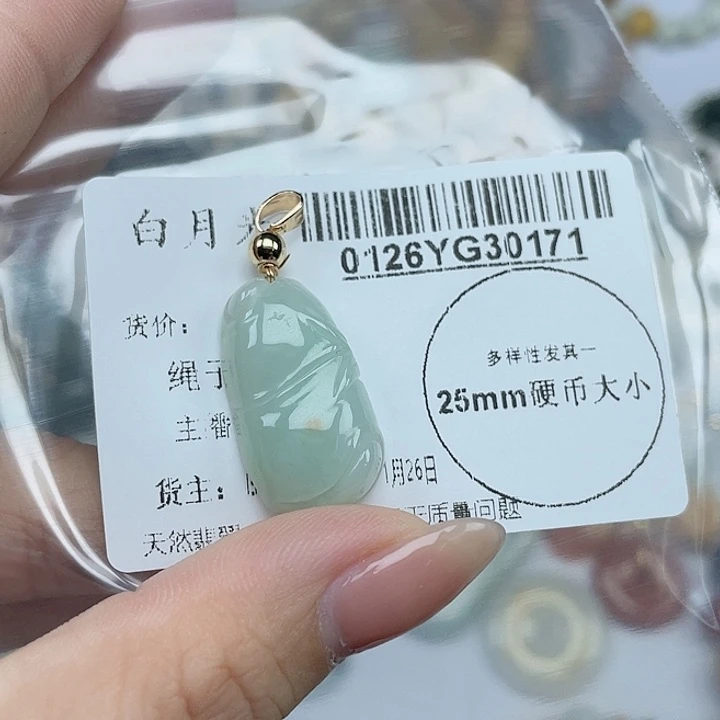 白月
0126YG30171
货价：
多样性发其一
25mm硬币大小
绳子
主番
货主：
1月26日
天然翡翠
质量问题